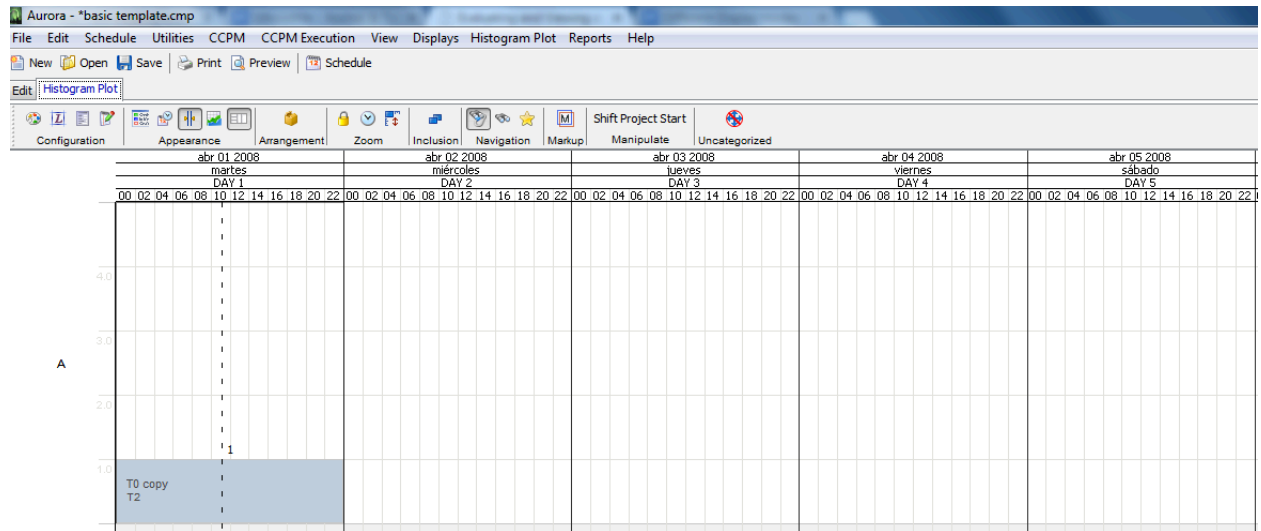 Aurora - *basic template.cmp
File Edit Schedule Utilities CCPM CCPM Execution View Displays Histogram Plot Reports Help
New Open Save Print Preview 12 Schedule
Edit Histogram Plot
M Shift Project Start
Configuration Appearance Arrangement Zoom Inclusion Navigation Markup Manipulate Uncategorized
abr 01 2008 abr 02 2008 abr 03 2008 abr 04 2008 abr 05 2008
martes miércoles jueves viernes sábado
DAY 1 DAY 2 DAY 3 DAY 4 DAY 5
00 02 04 06 08 10 12 14 16 18 20 22 00 02 04 06 08 10 12 14 16 18 20 22 00 02 04 06 08 10 12 14 16 18 20 22 00 02 04 06 08 10 12 14 16 18 20 22 00 02 04 06 08 10 12 14 16 18 20 22
4.0
3.0
A
2.0
1
1.0
T0 copy
T2